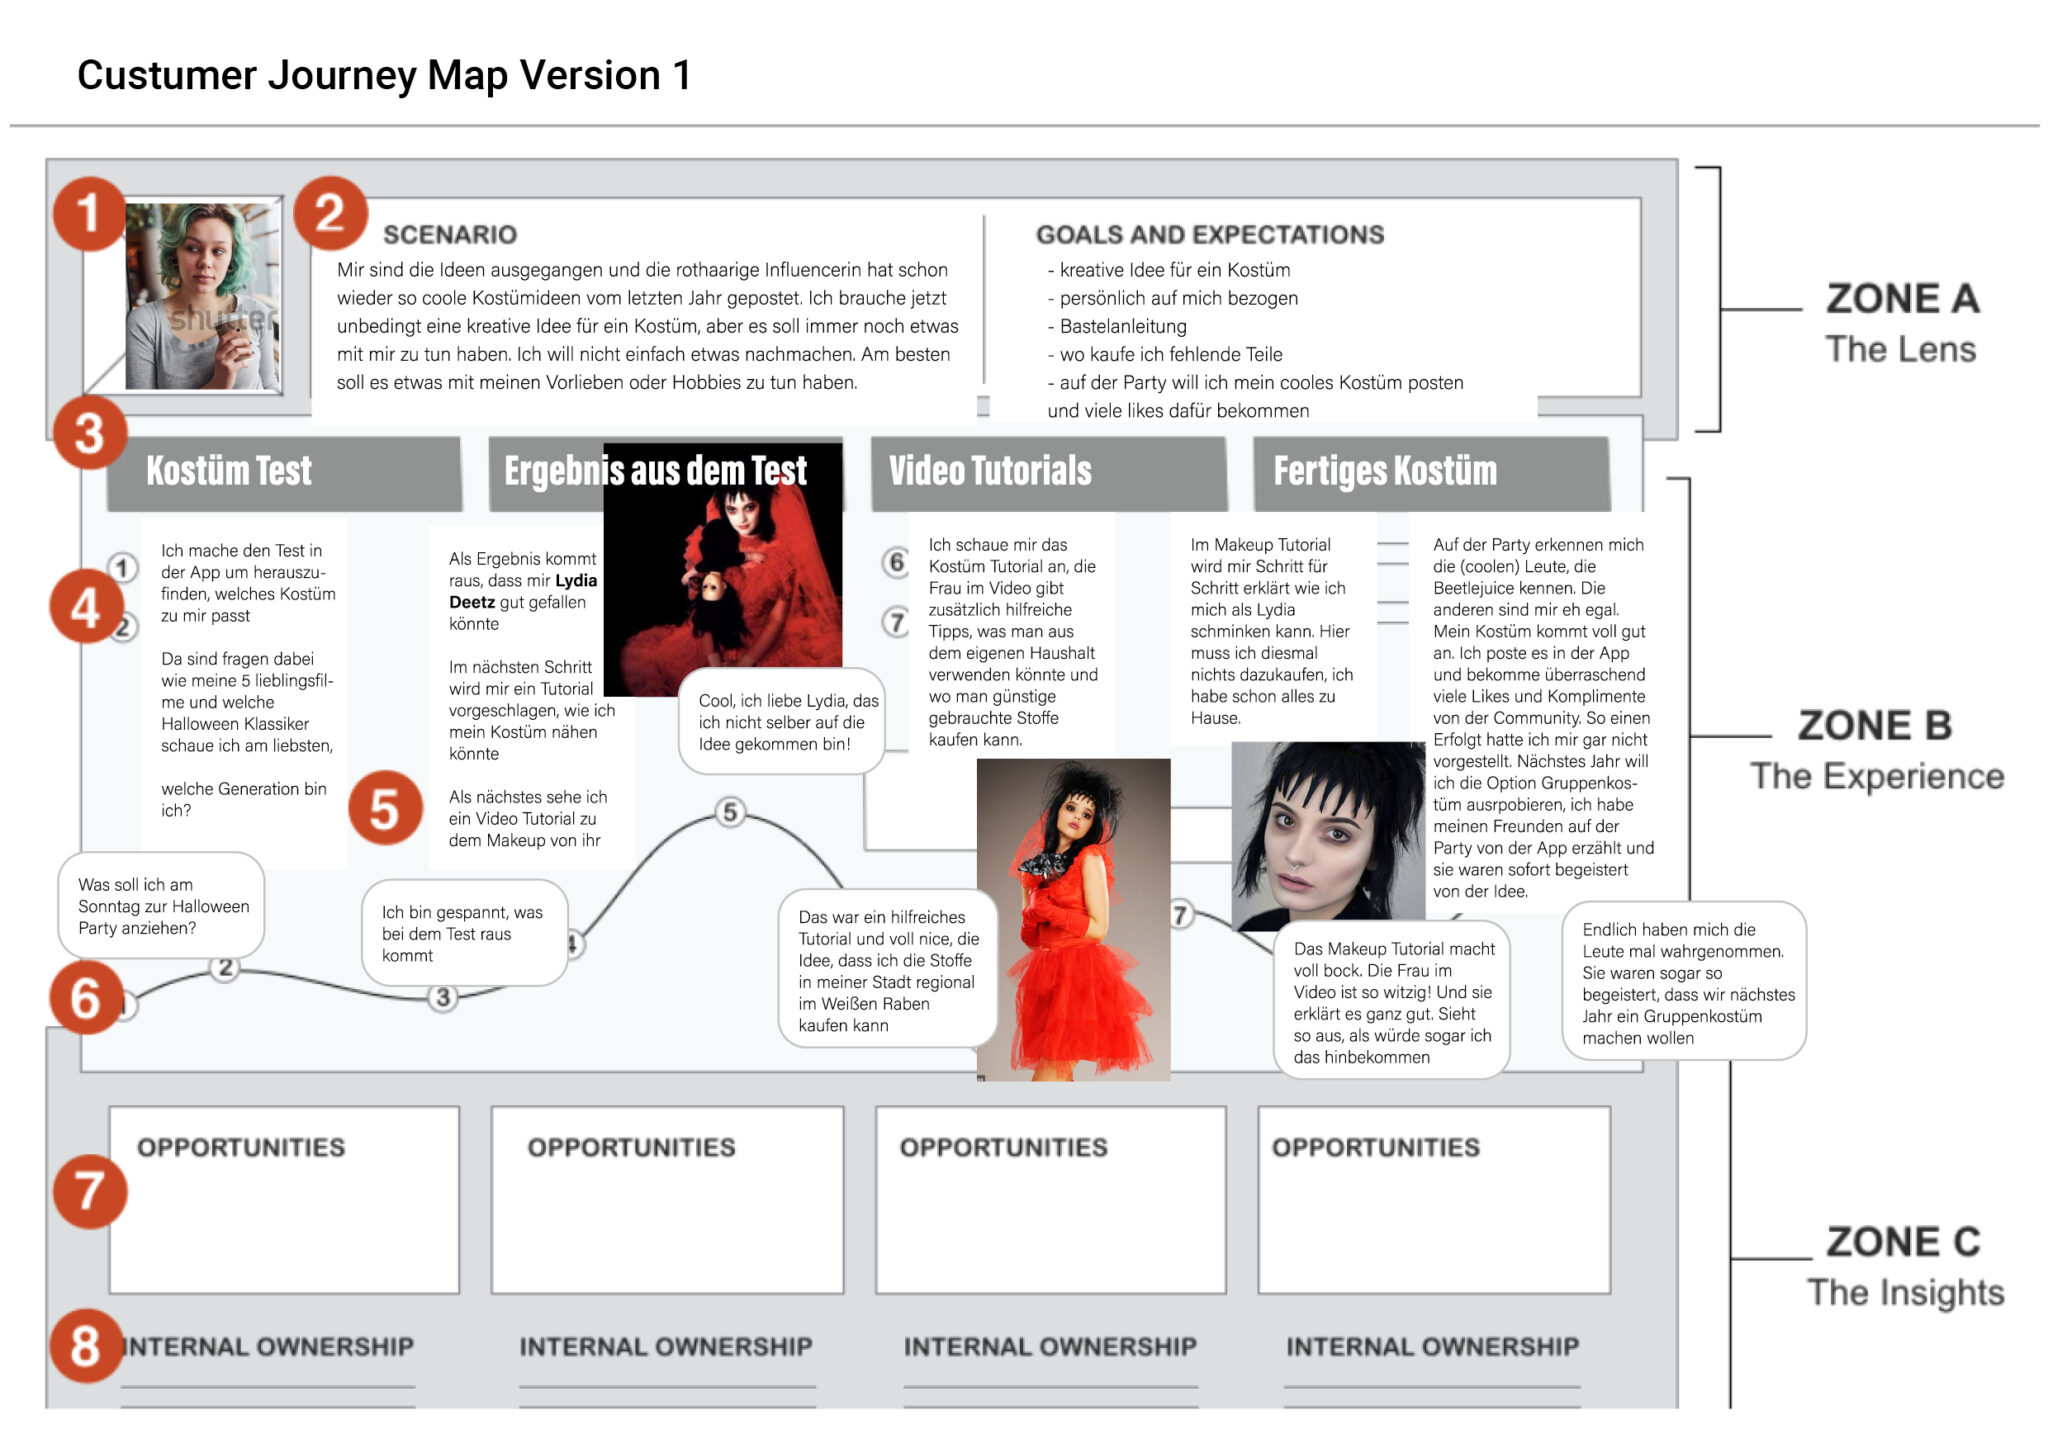 Custumer Journey Map Version 1
1
shutter
2
SCENARIO
Mir sind die Ideen ausgegangen und die rothaarige Influencerin hat schon
wieder so coole Kostümideen vom letzten Jahr gepostet. Ich brauche jetzt
unbedingt eine kreative Idee für ein Kostüm, aber es soll immer noch etwas
mit mir zu tun haben. Ich will nicht einfach etwas nachmachen. Am besten
soll es etwas mit meinen Vorlieben oder Hobbies zu tun haben.
GOALS AND EXPECTATIONS
- kreative Idee für ein Kostüm
- persönlich auf mich bezogen
- Bastelanleitung
- wo kaufe ich fehlende Teile
- auf der Party will ich mein cooles Kostüm posten
und viele likes dafür bekommen
ZONE A
The Lens
3
Kostüm Test
Ergebnis aus dem Test
Video Tutorials
Fertiges Kostüm
4
1
2
Ich mache den Test in
der App um herauszu-
finden, welches Kostüm
zu mir passt
Da sind fragen dabei
wie meine 5 lieblingsfil-
me und welche
Halloween Klassiker
schaue ich am liebsten,
welche Generation bin
ich?
5
Als Ergebnis kommt
raus, dass mir Lydia
Deetz gut gefallen
könnte
Im nächsten Schritt
wird mir ein Tutorial
vorgeschlagen, wie ich
mein Kostüm nähen
könnte
Als nächstes sehe ich
ein Video Tutorial zu
dem Makeup von ihr
Cool, ich liebe Lydia, das
ich nicht selber auf die
Idee gekommen bin!
6
7
Ich schaue mir das
Kostüm Tutorial an, die
Frau im Video gibt
zusätzlich hilfreiche
Tipps, was man aus
dem eigenen Haushalt
verwenden könnte und
wo man günstige
gebrauchte Stoffe
kaufen kann.
Im Makeup Tutorial
wird mir Schritt für
Schritt erklärt wie ich
mich als Lydia
schminken kann. Hier
muss ich diesmal
nichts dazukaufen, ich
habe schon alles zu
Hause.
Auf der Party erkennen mich
die (coolen) Leute, die
Beetlejuice kennen. Die
anderen sind mir eh egal.
Mein Kostüm kommt voll gut
an. Ich poste es in der App
und bekomme überraschend
viele Likes und Komplimente
von der Community. So einen
Erfolgt hatte ich mir gar nicht
vorgestellt. Nächstes Jahr will
ich die Option Gruppenkos-
tüm ausrpobieren, ich habe
meinen Freunden auf der
Party von der App erzählt und
sie waren sofort begeistert
von der Idee.
ZONE B
The Experience
Was soll ich am
Sonntag zur Halloween
Party anziehen?
Ich bin gespannt, was
bei dem Test raus
kommt
Das war ein hilfreiches
Tutorial und voll nice, die
Idee, dass ich die Stoffe
in meiner Stadt regional
im Weißen Raben
kaufen kann
Das Makeup Tutorial macht
voll bock. Die Frau im
Video ist so witzig! Und sie
erklärt es ganz gut. Sieht
so aus, als würde sogar ich
das hinbekommen
Endlich haben mich die
Leute mal wahrgenommen.
Sie waren sogar so
begeistert, dass wir nächstes
Jahr ein Gruppenkostüm
machen wollen
6
1
2
3
4
5
7
7
OPPORTUNITIES
OPPORTUNITIES
OPPORTUNITIES
OPPORTUNITIES
ZONE C
The Insights
8
INTERNAL OWNERSHIP
INTERNAL OWNERSHIP
INTERNAL OWNERSHIP
INTERNAL OWNERSHIP